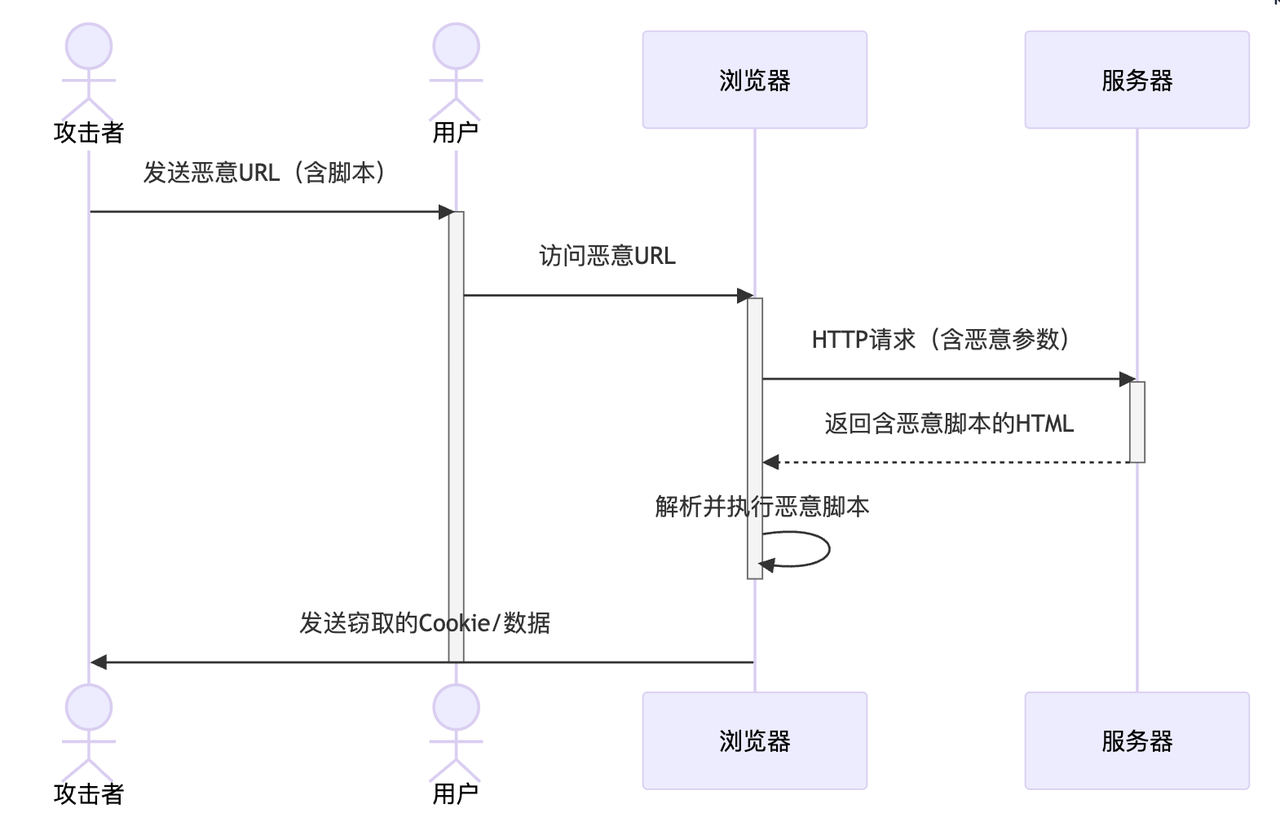 攻击者
用户
浏览器
服务器
发送恶意URL（含脚本）
访问恶意URL
HTTP请求（含恶意参数）
返回含恶意脚本的HTML
解析并执行恶意脚本
发送窃取的Cookie/数据
攻击者
用户
浏览器
服务器